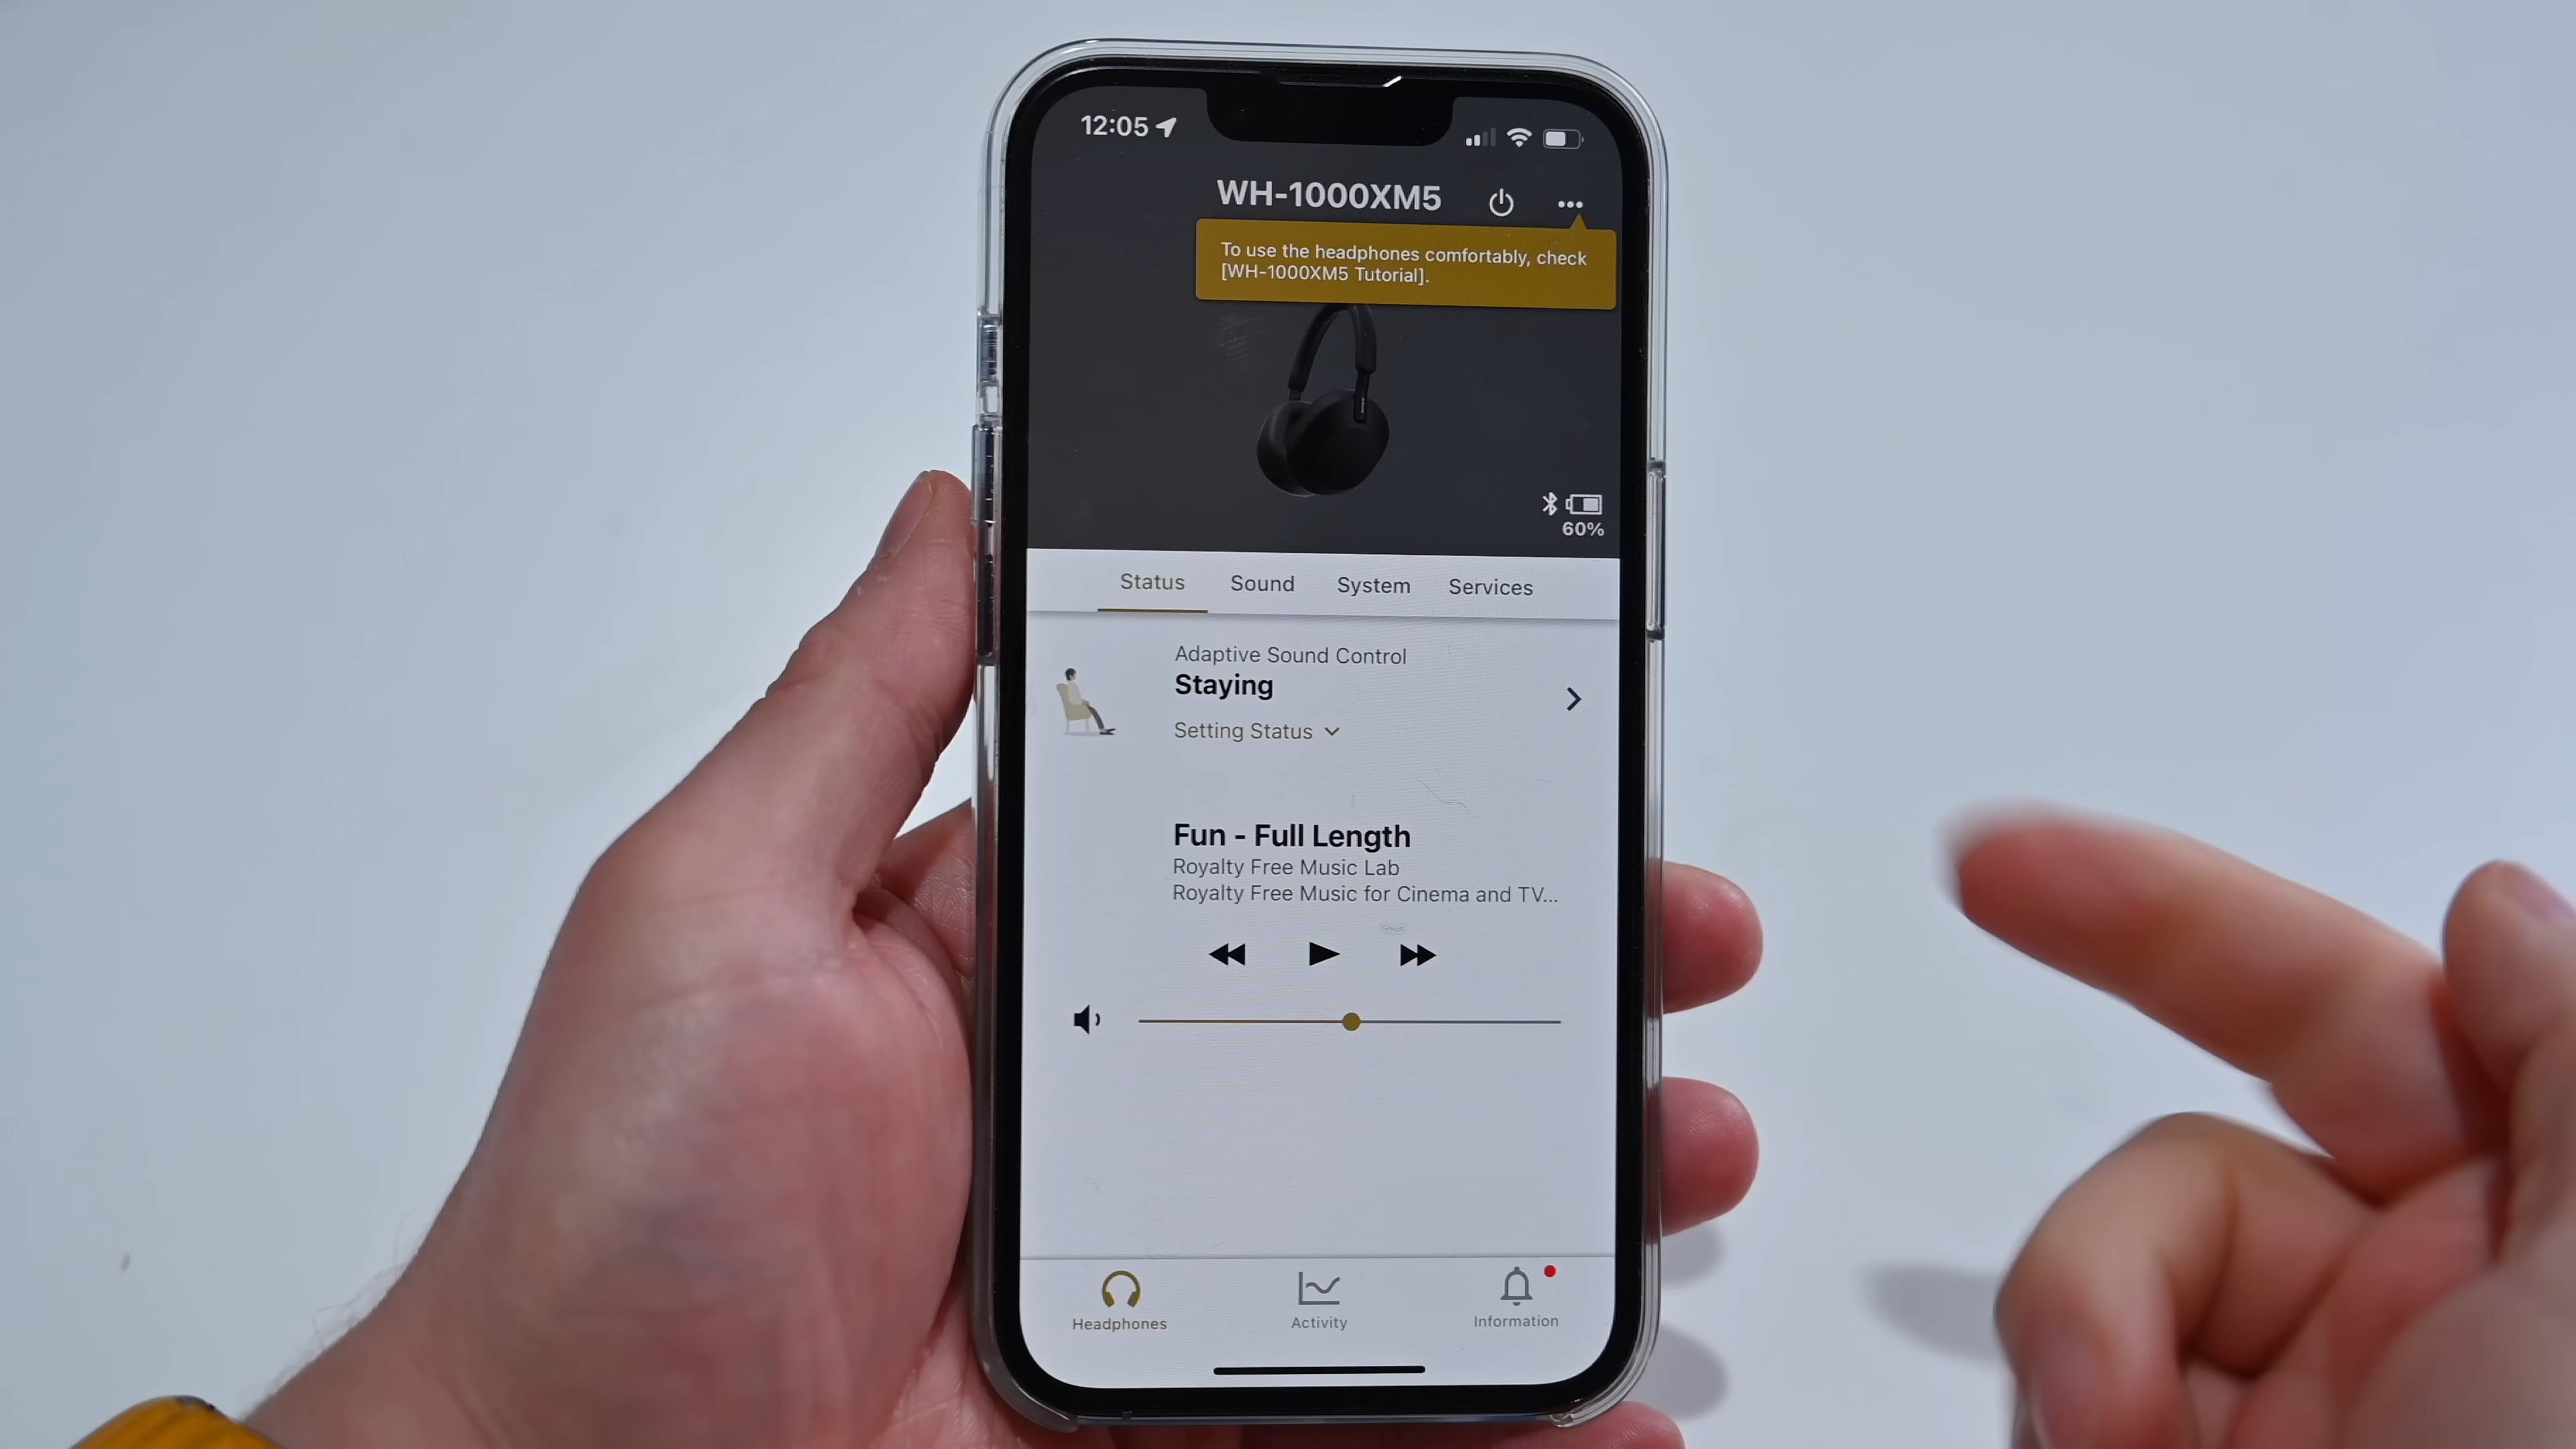 12:05
WH-1000XM5
To use the headphones comfortably, check
[WH-1000XM5 Tutorial].
60%
Status Sound System Services
Adaptive Sound Control
Staying
Setting Status
Fun - Full Length
Royalty Free Music Lab
Royalty Free Music for Cinema and TV...
Headphones Activity Information